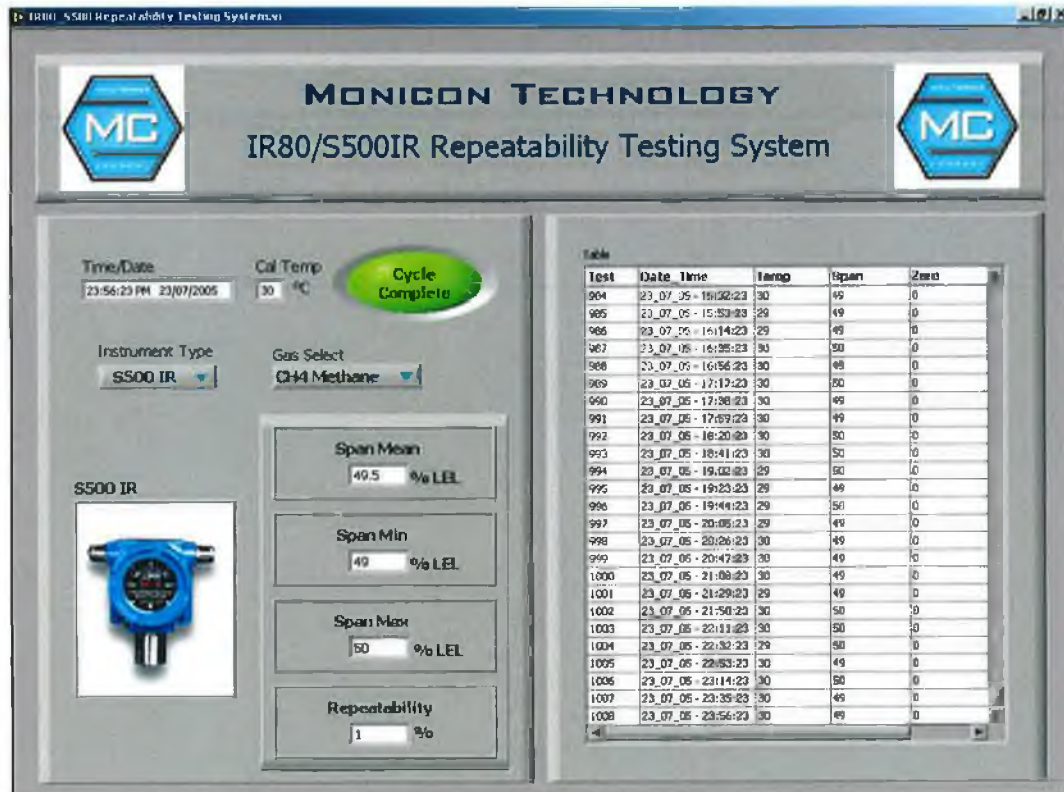 IR80_S500 Repeatability Testing System.vi
MC
MONICON TECHNOLOGY
IR80/S500IR Repeatability Testing System
MC
Time/Date
23:56:23 PM 23/07/2005
Cal Temp
30 ºC
Cycle
Complete
Instrument Type
S500 IR
Gas Select
CH4 Methane
Span Mean
49.5 % LEL
Span Min
49 % LEL
Span Max
50 % LEL
Repeatability
1 %
S500 IR
Table
Test Date_Time Temp Span Zero
984 23_07_05 - 15:32:23 30 49 0
985 23_07_05 - 15:53:23 29 49 0
986 23_07_05 - 16:14:23 29 49 0
987 23_07_05 - 16:35:23 30 50 0
988 23_07_05 - 16:56:23 30 49 0
989 23_07_05 - 17:17:23 30 50 0
990 23_07_05 - 17:38:23 30 49 0
991 23_07_05 - 17:59:23 30 49 0
992 23_07_05 - 18:20:23 30 50 0
993 23_07_05 - 18:41:23 30 50 0
994 23_07_05 - 19:02:23 29 50 0
995 23_07_05 - 19:23:23 29 49 0
996 23_07_05 - 19:44:23 29 50 0
997 23_07_05 - 20:05:23 29 49 0
998 23_07_05 - 20:26:23 30 49 0
999 23_07_05 - 20:47:23 30 49 0
1000 23_07_05 - 21:08:23 30 49 0
1001 23_07_05 - 21:29:23 29 49 0
1002 23_07_05 - 21:50:23 30 50 0
1003 23_07_05 - 22:11:23 30 50 0
1004 23_07_05 - 22:32:23 29 50 0
1005 23_07_05 - 22:53:23 30 49 0
1006 23_07_05 - 23:14:23 30 50 0
1007 23_07_05 - 23:35:23 30 49 0
1008 23_07_05 - 23:56:23 30 49 0